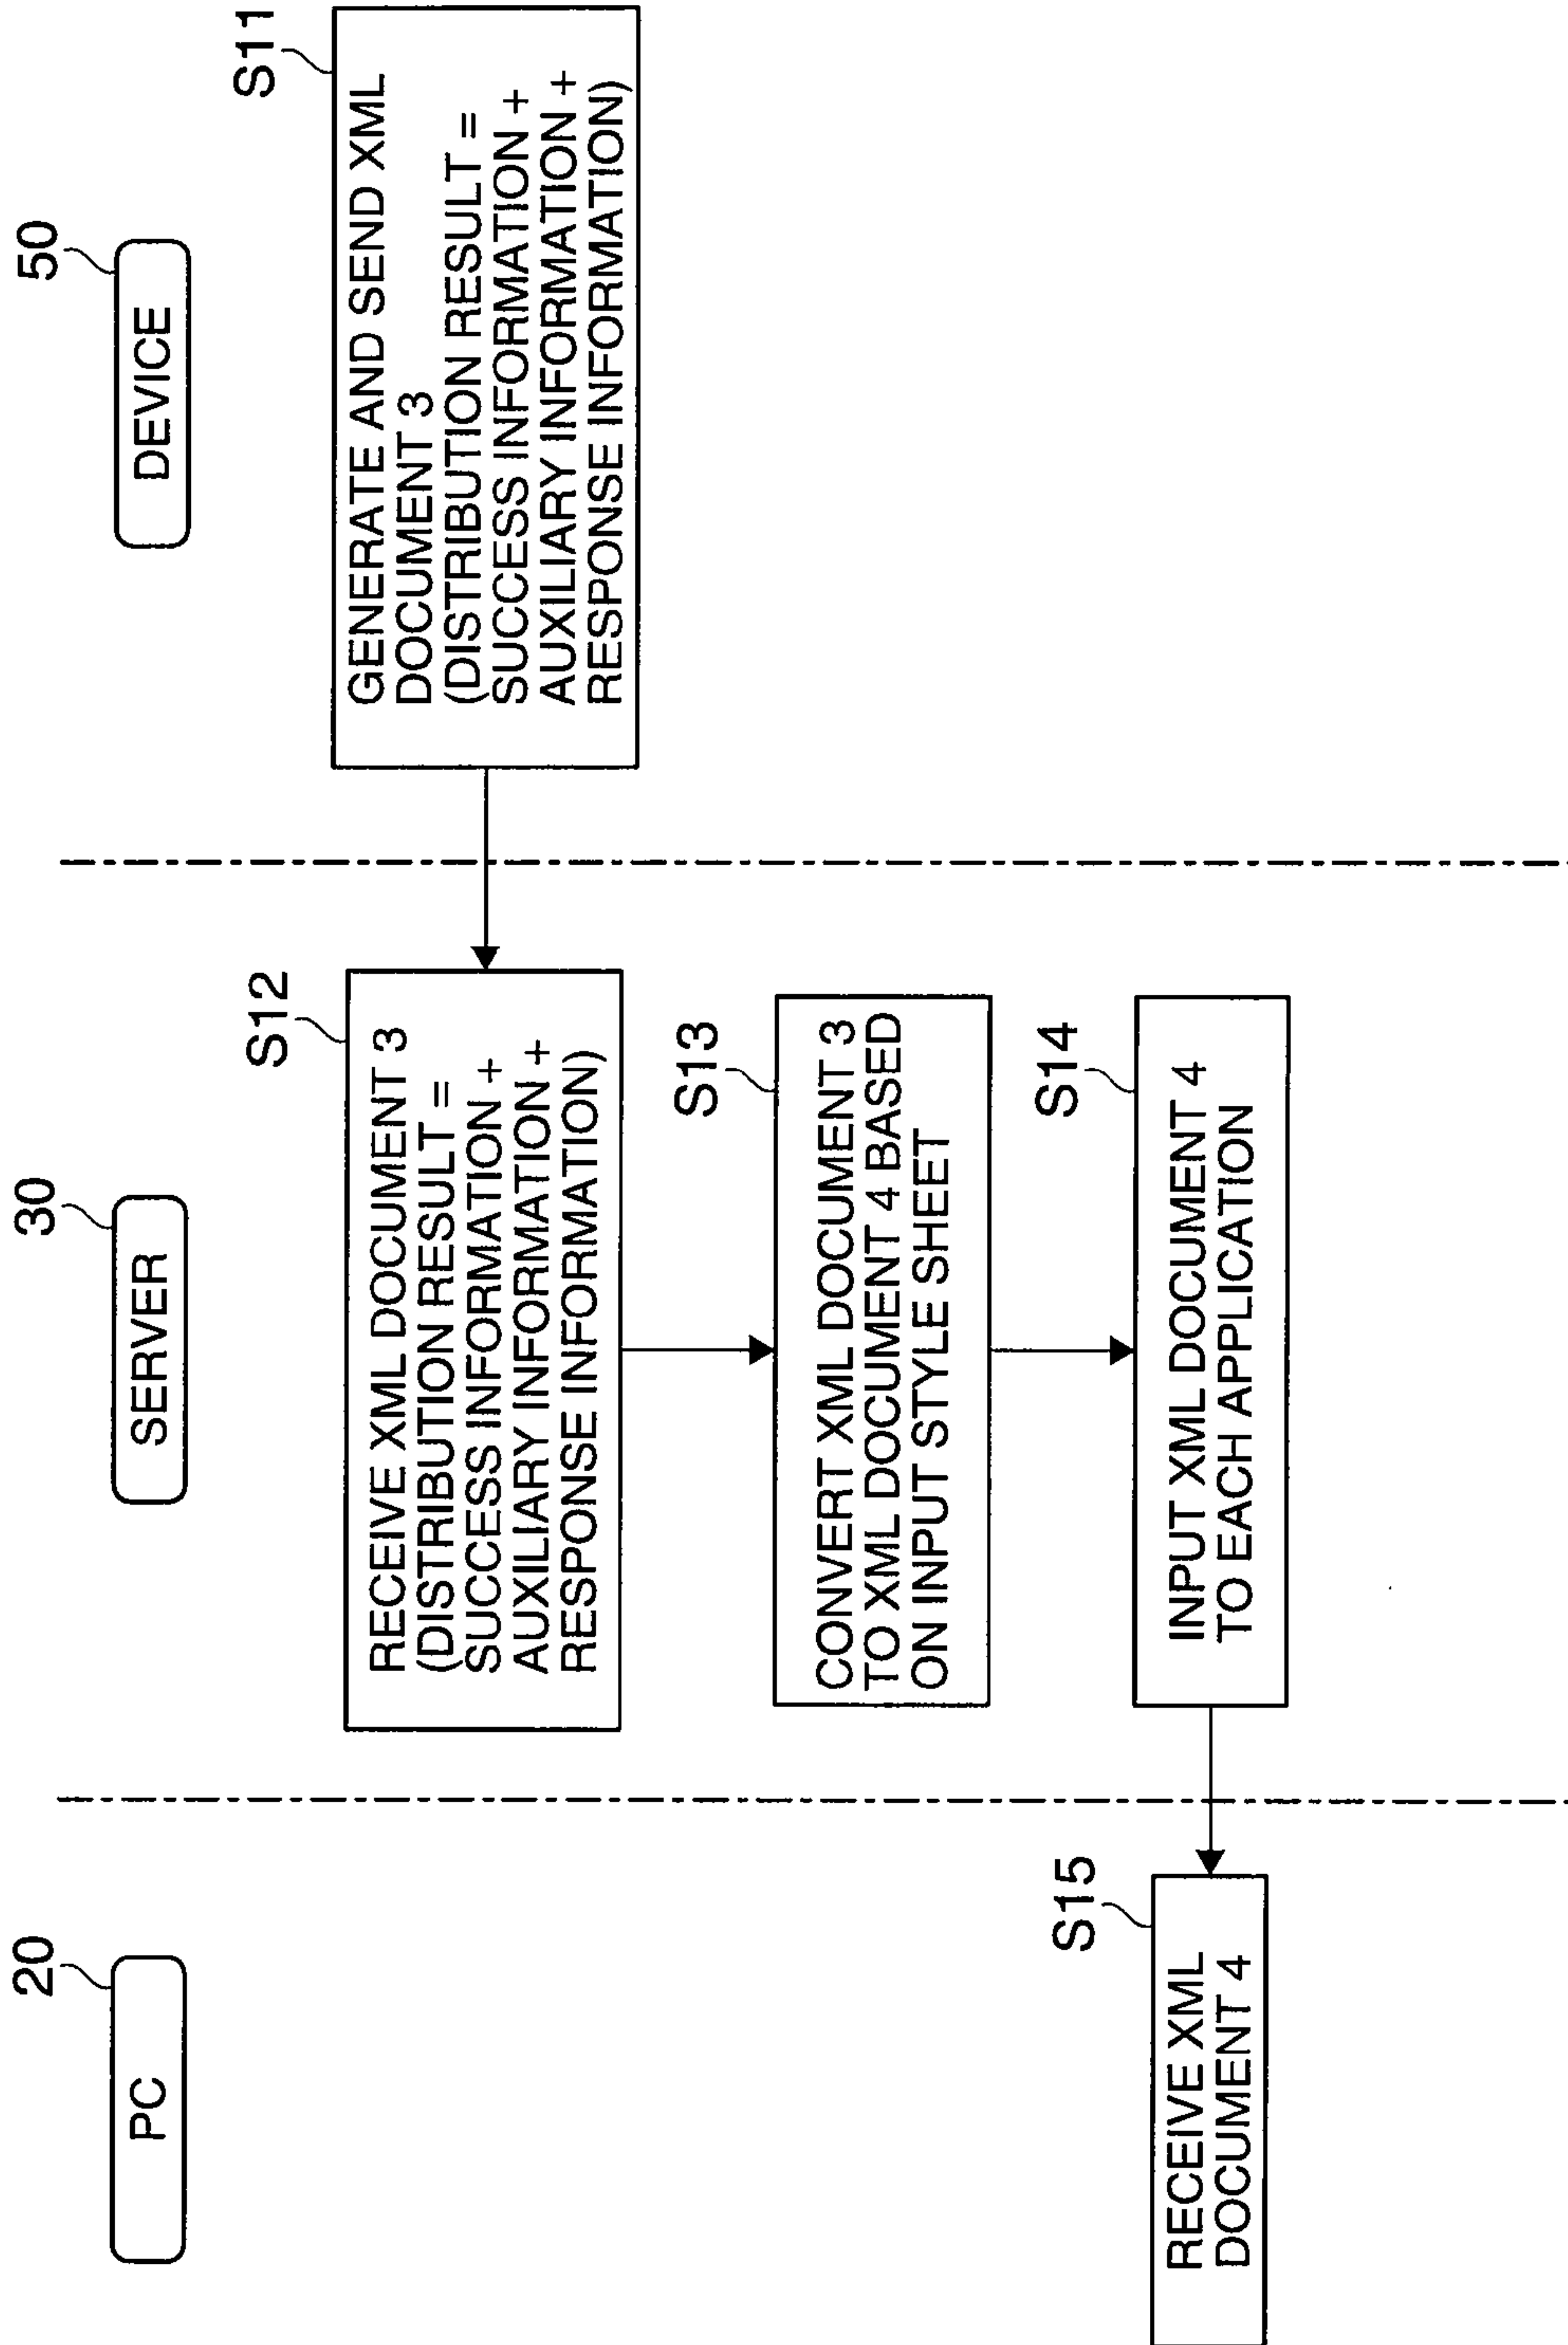 20
PC
30
SERVER
50
DEVICE
S11
GENERATE AND SEND XML
DOCUMENT 3
(DISTRIBUTION RESULT =
SUCCESS INFORMATION +
AUXILIARY INFORMATION +
RESPONSE INFORMATION)
S12
RECEIVE XML DOCUMENT 3
(DISTRIBUTION RESULT =
SUCCESS INFORMATION +
AUXILIARY INFORMATION +
RESPONSE INFORMATION)
S13
CONVERT XML DOCUMENT 3
TO XML DOCUMENT 4 BASED
ON INPUT STYLE SHEET
S14
INPUT XML DOCUMENT 4
TO EACH APPLICATION
S15
RECEIVE XML
DOCUMENT 4